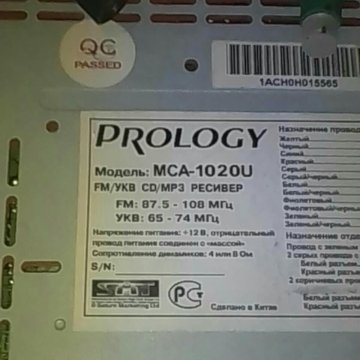 QC
PASSED
1ACH0H015565
PROLOGY
Модель: MCA-1020U
FM/УКВ CD/MP3 РЕСИВЕР
FM: 87.5 - 108 МГц
УКВ: 65 - 74 МГц
Напряжение питания: +12 В, отрицательный
провод питания соединен с «массой»
Сопротивление динамиков: 4 или 8 Ом
S/N:
Сделано в Китае
Назначение прово
Желтый
Черный
Синий
Красный
Серый
Серый/черный
Белый
Белый/черный
Фиолетовый
Фиолетовый/черн
Зеленый
Зеленый/черный
Назначение отде
Провод с зеленым
2 серых провода с
Белый разъем
Красный разъем
2 коричневых провод
Белый разъем
Красный разъем